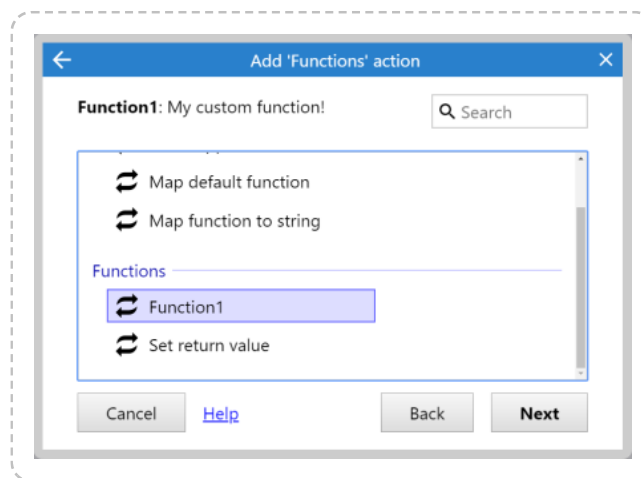 Add 'Functions' action
Function1: My custom function!
Search
Map default function
Map function to string
Functions
Function1
Set return value
Cancel
Help
Back
Next